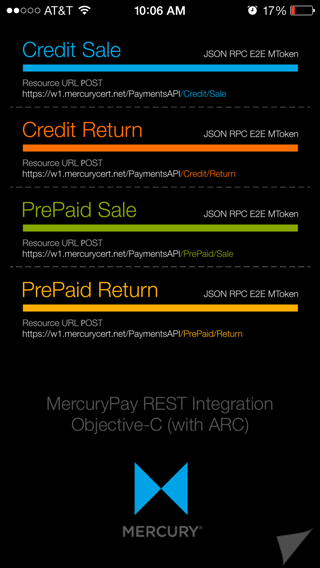 AT&T 10:06 AM 17%
Credit Sale JSON RPC E2E MToken
Resource URL POST
https://w1.mercurycert.net/PaymentsAPI/Credit/Sale
Credit Return JSON RPC E2E MToken
Resource URL POST
https://w1.mercurycert.net/PaymentsAPI/Credit/Return
PrePaid Sale JSON RPC E2E MToken
Resource URL POST
https://w1.mercurycert.net/PaymentsAPI/PrePaid/Sale
PrePaid Return JSON RPC E2E MToken
Resource URL POST
https://w1.mercurycert.net/PaymentsAPI/PrePaid/Return
MercuryPay REST Integration
Objective-C (with ARC)
MERCURY®